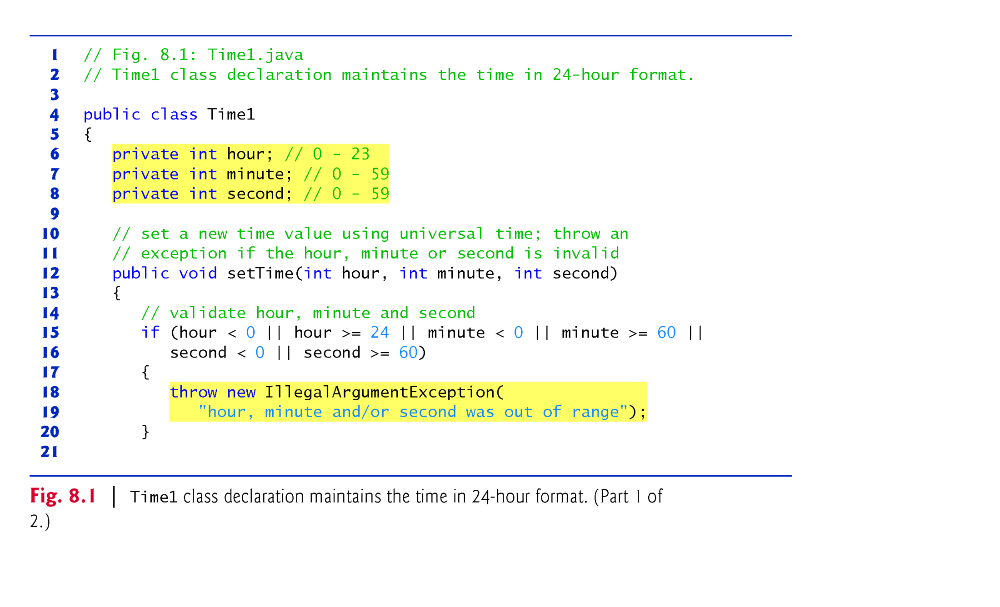 1 // Fig. 8.1: Time1.java
2 // Time1 class declaration maintains the time in 24-hour format.
3
4 public class Time1
5 {
6 private int hour; // 0 - 23
7 private int minute; // 0 - 59
8 private int second; // 0 - 59
9
10 // set a new time value using universal time; throw an
11 // exception if the hour, minute or second is invalid
12 public void setTime(int hour, int minute, int second)
13 {
14 // validate hour, minute and second
15 if (hour < 0 || hour >= 24 || minute < 0 || minute >= 60 ||
16 second < 0 || second >= 60)
17 {
18 throw new IllegalArgumentException(
19 "hour, minute and/or second was out of range");
20 }
21
Fig. 8.1 | Time1 class declaration maintains the time in 24-hour format. (Part 1 of
2.)